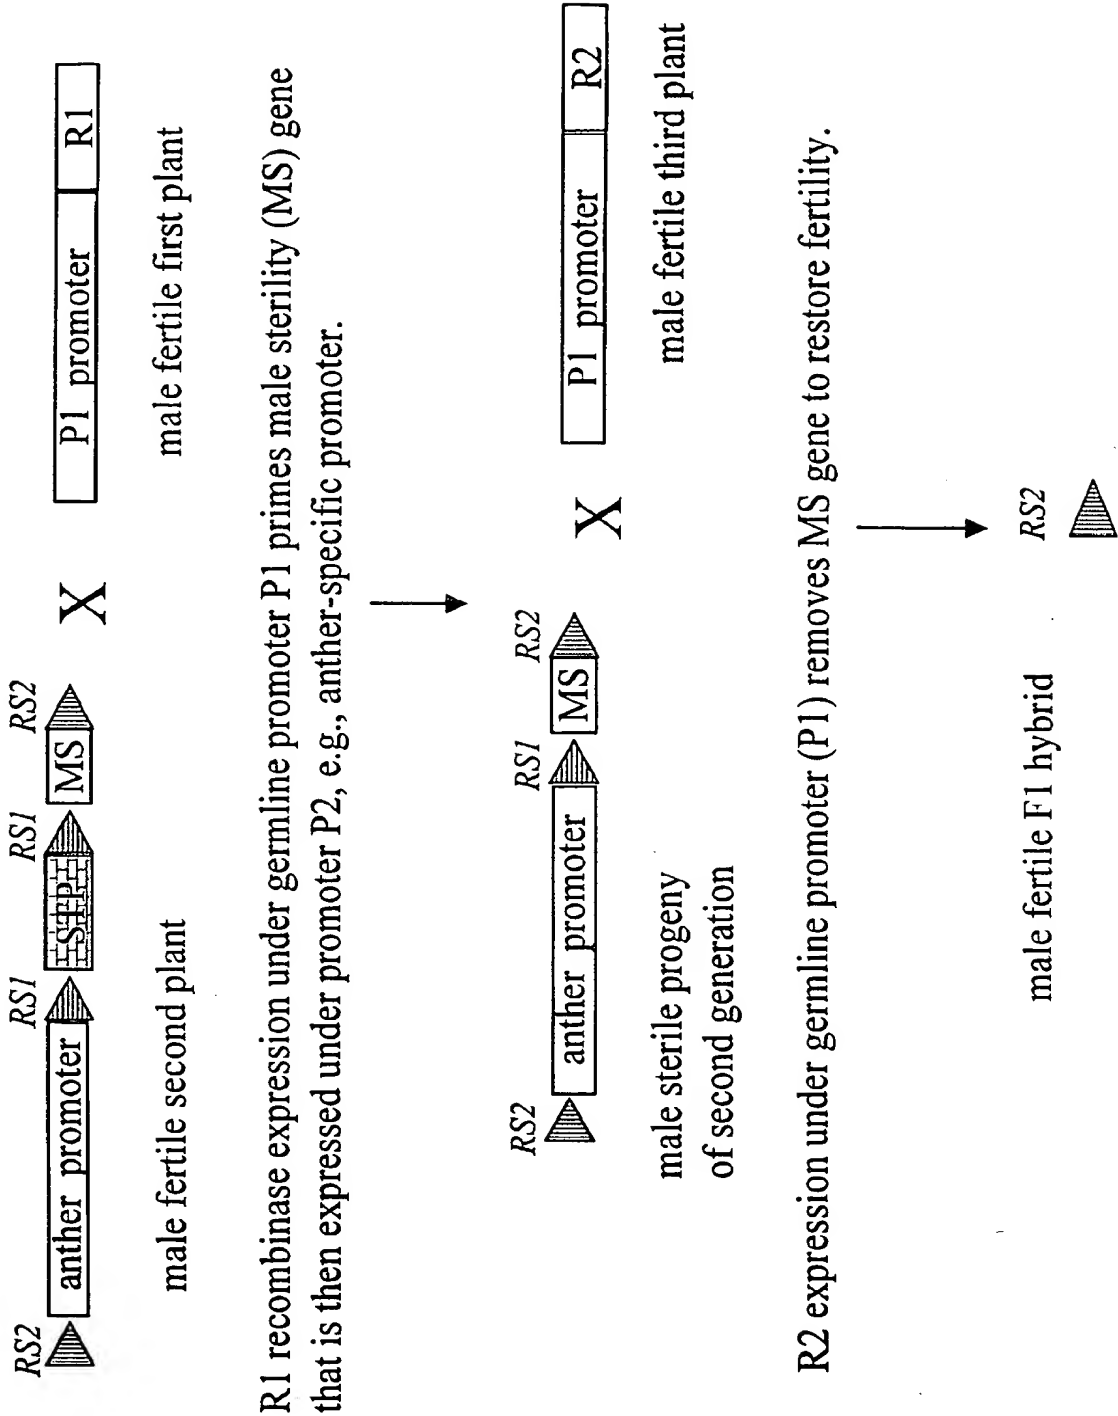 RS2 RS1 RS1 RS2
anther promoter STP MS X P1 promoter R1
male fertile second plant male fertile first plant
R1 recombinase expression under germline promoter P1 primes male sterility (MS) gene
that is then expressed under promoter P2, e.g., anther-specific promoter.
RS2 RS1 RS2
anther promoter MS X P1 promoter R2
male sterile progeny male fertile third plant
of second generation
R2 expression under germline promoter (P1) removes MS gene to restore fertility.
RS2
male fertile F1 hybrid